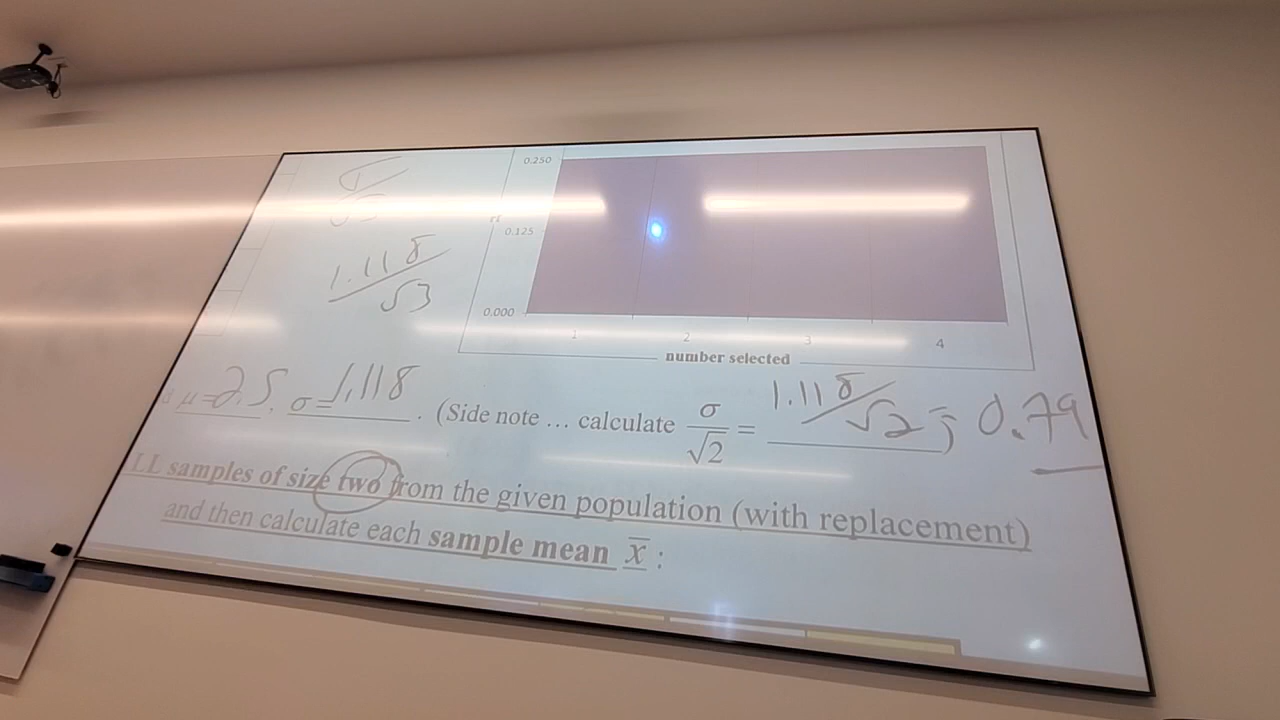 σ
1.118/√3
0.250
rf
0.125
0.000
1 2 3 4
number selected
μ=2.5, σ=1.118. (Side note … calculate σ/√2 = 1.118/√2 = 0.79
LL samples of size two from the given population (with replacement)
and then calculate each sample mean x̄ :